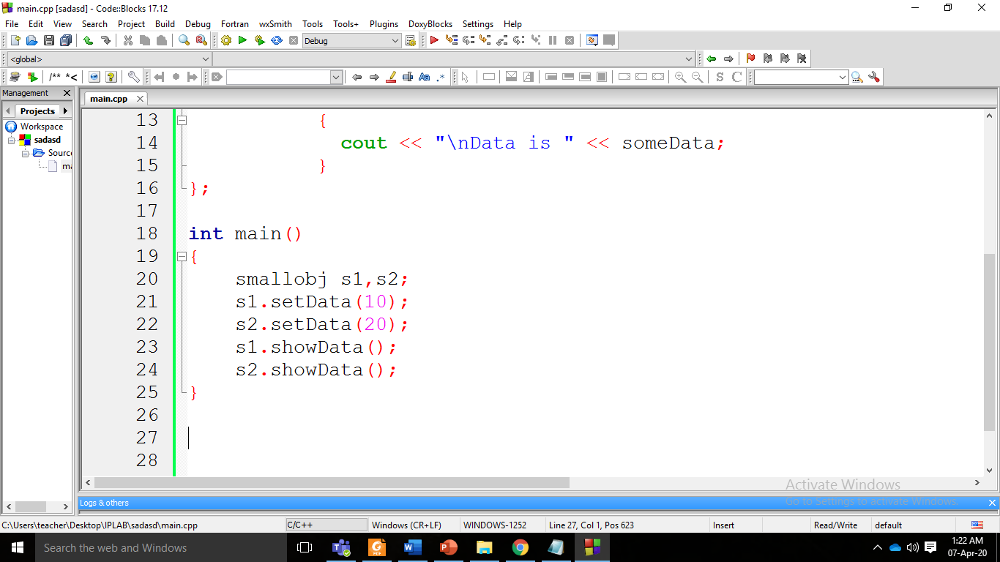 main.cpp [sadasd] - Code::Blocks 17.12
File Edit View Search Project Build Debug Fortran wxSmith Tools Tools+ Plugins DoxyBlocks Settings Help
Debug
<global>
/** *<
Aa .*
S C
Management
Projects
Workspace
sadasd
Source
ma
main.cpp
13 {
14 cout << "\nData is " << someData;
15 }
16 };
17
18 int main()
19 {
20 smallobj s1,s2;
21 s1.setData(10);
22 s2.setData(20);
23 s1.showData();
24 s2.showData();
25 }
26
27
28
Activate Windows
Go to Settings to activate Windows.
Logs & others
C:\Users\teacher\Desktop\IPLAB\sadasd\main.cpp C/C++ Windows (CR+LF) WINDOWS-1252 Line 27, Col 1, Pos 623 Insert Read/Write default
Search the web and Windows
1:22 AM
07-Apr-20